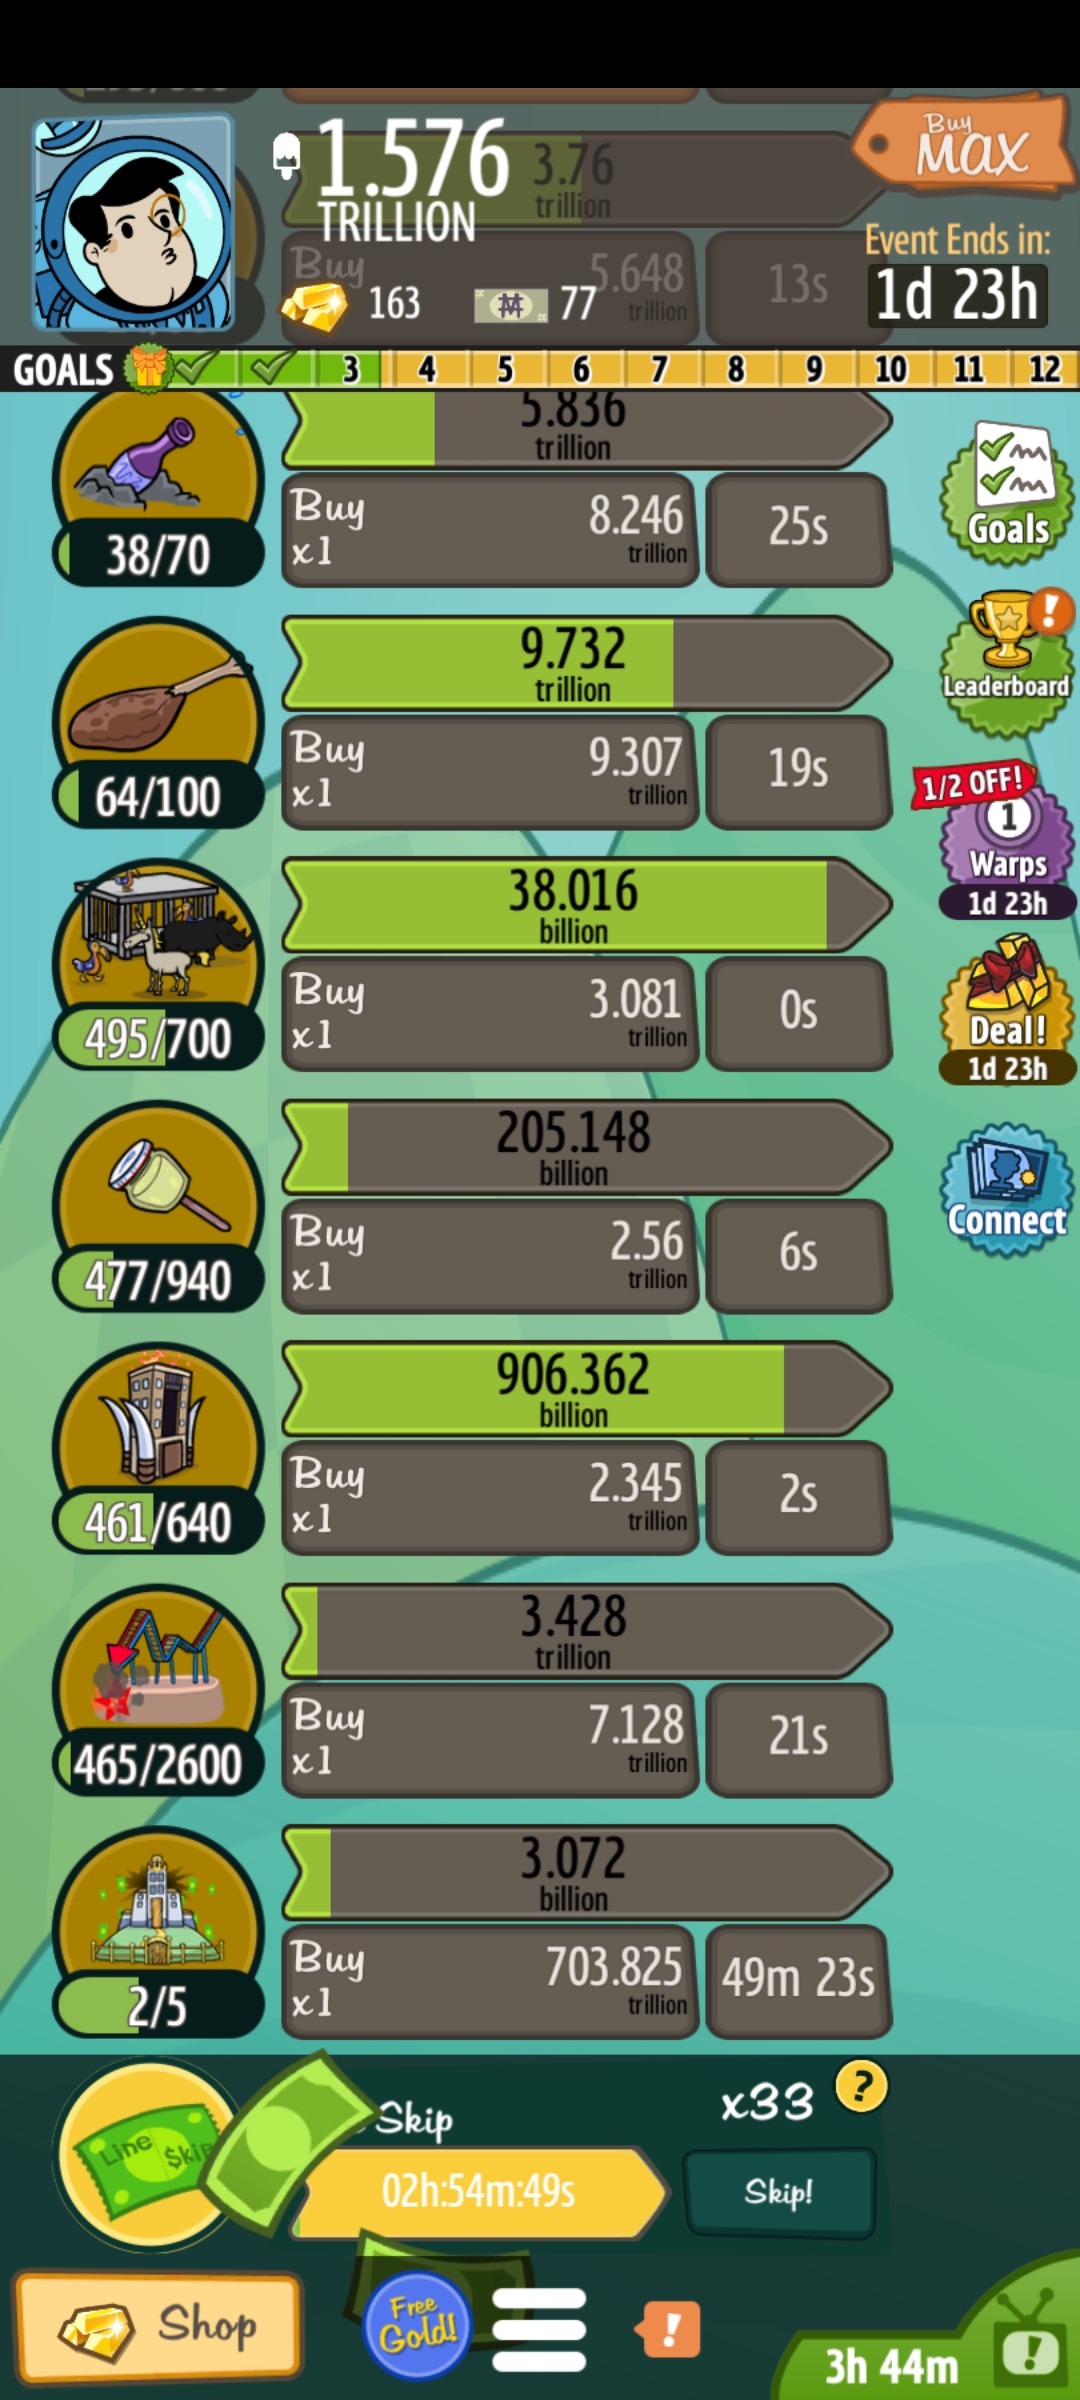 1.576
TRILLION
3.76
trillion
Buy
MAX
Buy
5.648
trillion
13s
163
77
Event Ends in:
1d 23h
GOALS
3 4 5 6 7 8 9 10 11 12
5.836
trillion
38/70
Buy
x1
8.246
trillion
25s
Goals
9.732
trillion
64/100
Buy
x1
9.307
trillion
19s
Leaderboard
1/2 OFF!
1
Warps
1d 23h
38.016
billion
495/700
Buy
x1
3.081
trillion
0s
Deal!
1d 23h
205.148
billion
477/940
Buy
x1
2.56
trillion
6s
Connect
906.362
billion
461/640
Buy
x1
2.345
trillion
2s
3.428
trillion
465/2600
Buy
x1
7.128
trillion
21s
3.072
billion
2/5
Buy
x1
703.825
trillion
49m 23s
Line Skip
Skip
02h:54m:49s
x33
?
Skip!
Shop
Free
Gold!
!
3h 44m
!